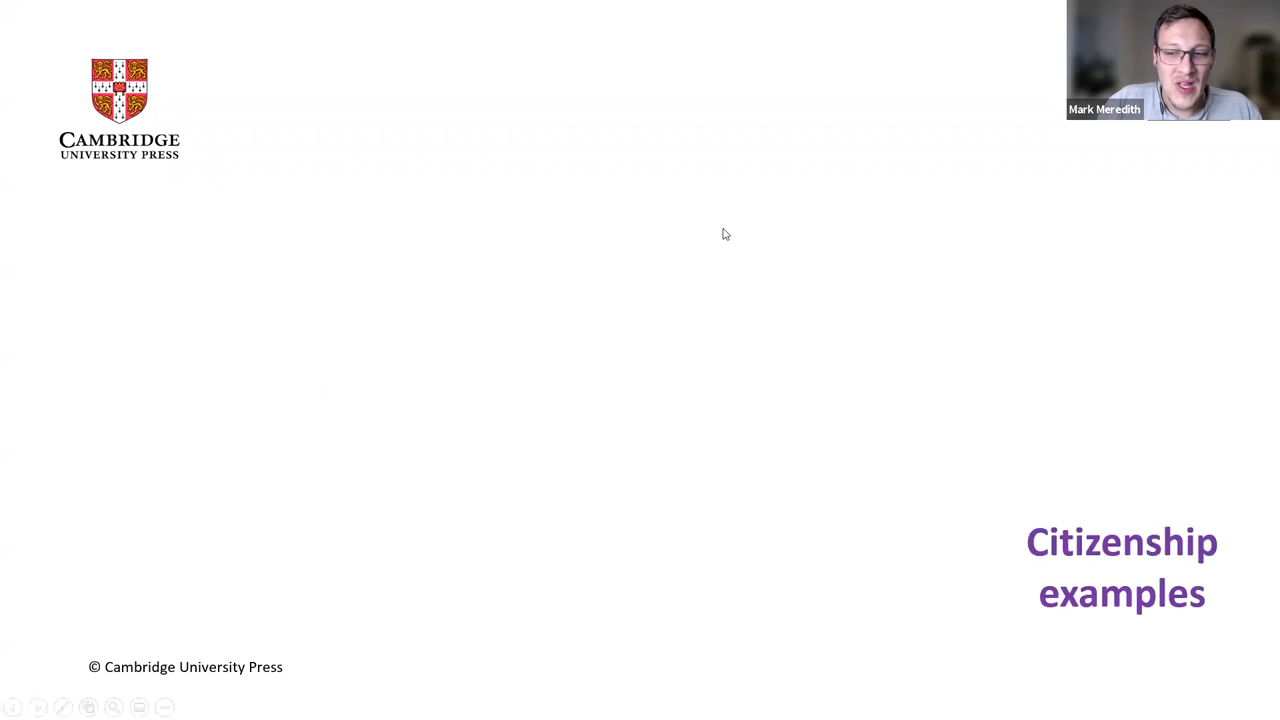 CAMBRIDGE
UNIVERSITY PRESS
Mark Meredith
Citizenship
examples
© Cambridge University Press